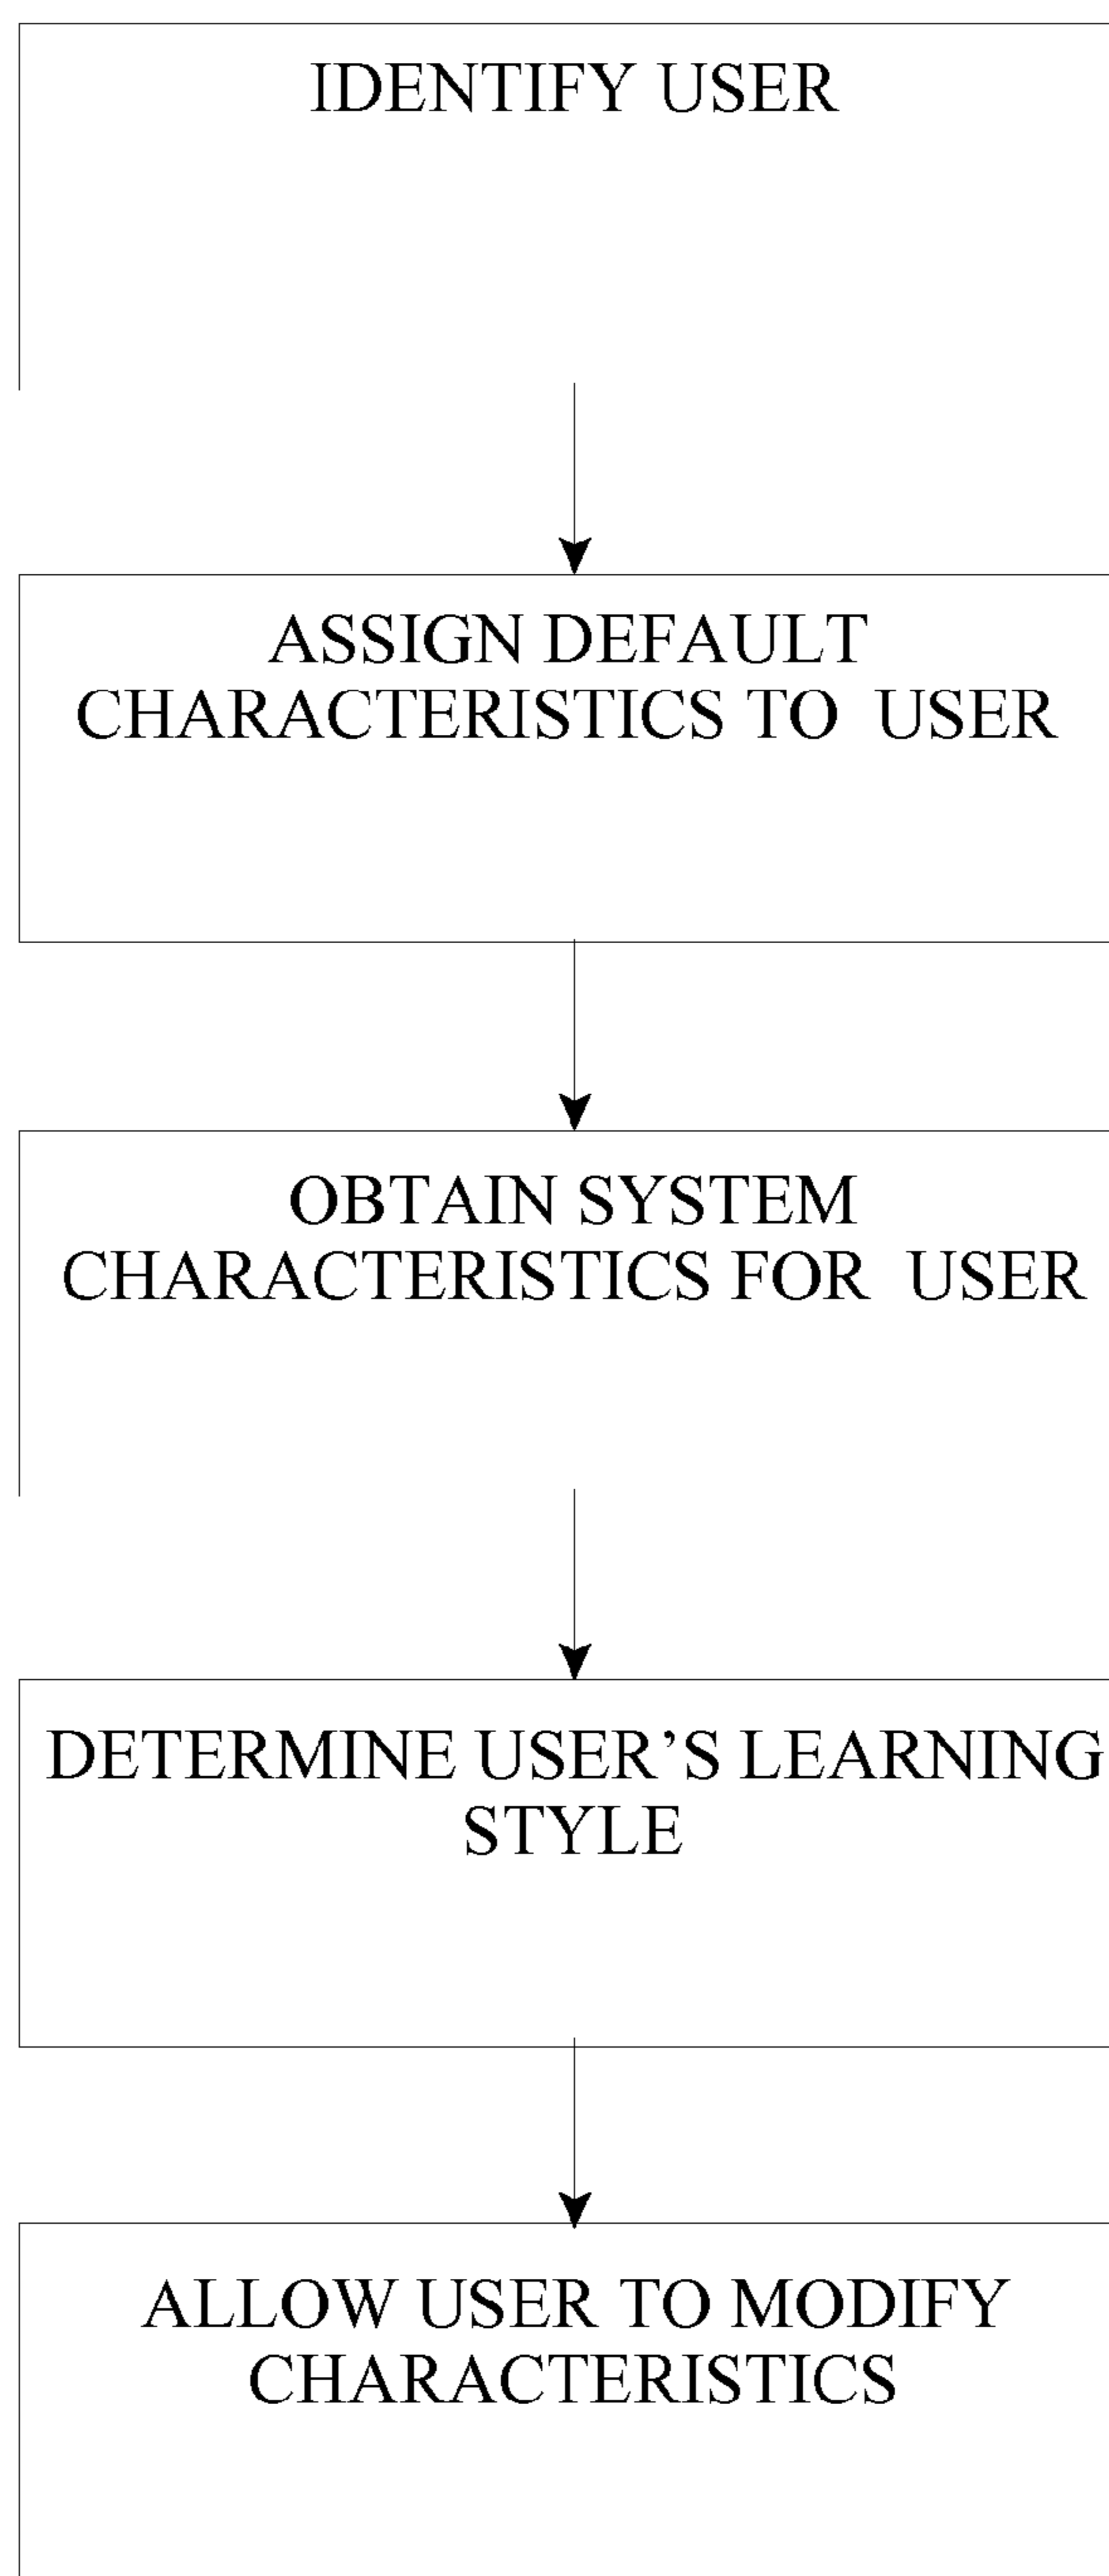 IDENTIFY USER
ASSIGN DEFAULT
CHARACTERISTICS TO USER
OBTAIN SYSTEM
CHARACTERISTICS FOR USER
DETERMINE USER’S LEARNING
STYLE
ALLOW USER TO MODIFY
CHARACTERISTICS